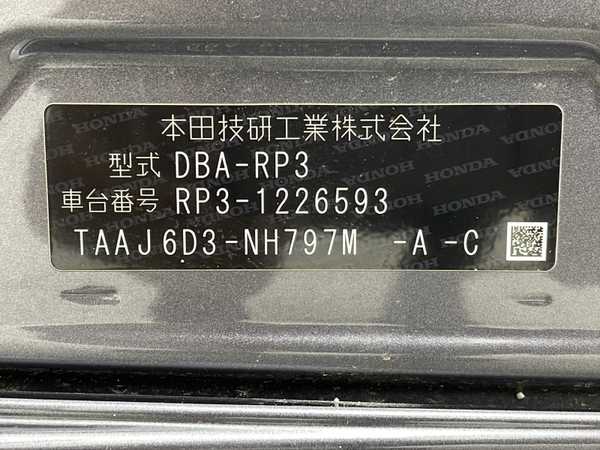 本田技研工業株式会社
型式 DBA-RP3
車台番号 RP3-1226593
TAAJ6D3-NH797M -A -C